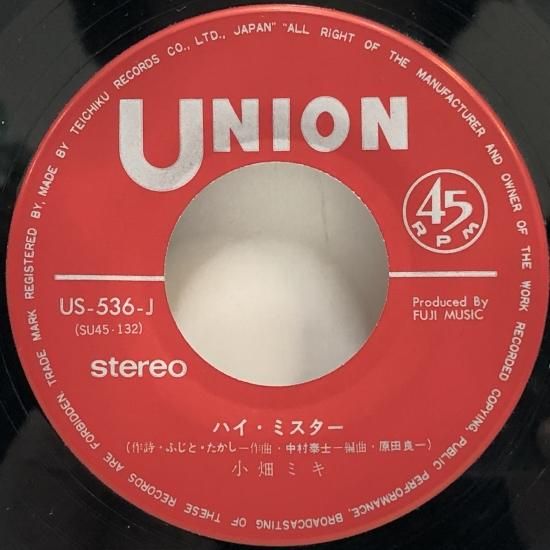 TRADE MARK REGISTERED BY, MADE BY TEICHIKU RECORDS CO., LTD., JAPAN" "ALL RIGHT OF THE MANUFACTURER AND OWNER OF THE WORK RECORDED COPYING, PUBLIC PERFORMANCE, BROADCASTING OF THESE RECORDS ARE FORBIDDEN
UNION
45
RPM
US-536-J
(SU45・132)
Produced By
FUJI MUSIC
stereo
ハイ・ミスター
(作詩・ふじと・たかし―作曲・中村泰士―編曲・原田良一)
小畑ミキ